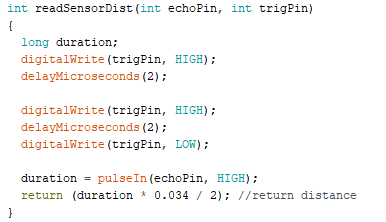 int readSensorDist(int echoPin, int trigPin)
{
  long duration;
  digitalWrite(trigPin, HIGH);
  delayMicroseconds(2);

  digitalWrite(trigPin, HIGH);
  delayMicroseconds(2);
  digitalWrite(trigPin, LOW);

  duration = pulseIn(echoPin, HIGH);
  return (duration * 0.034 / 2); //return distance
}